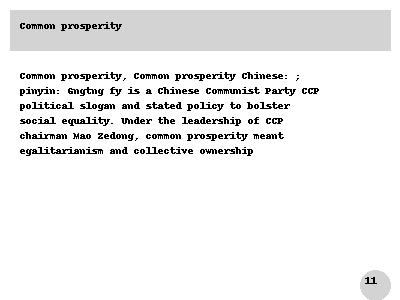 Common prosperity
Common prosperity, Common prosperity Chinese: ;
pinyin: Gngtng fy is a Chinese Communist Party CCP
political slogan and stated policy to bolster
social equality. Under the leadership of CCP
chairman Mao Zedong, common prosperity meant
egalitarianism and collective ownership
11